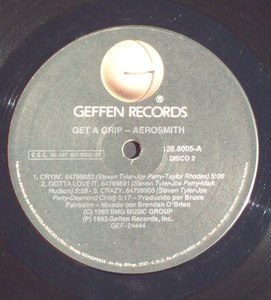 GEFFEN RECORDS
GET A GRIP – AEROSMITH
26.8005-A
DISCO 2
1. CRYIN', 64799853 (Steven Tyler-Joe Perry-Taylor Rhodes) 5:08
2. GOTTA LOVE IT, 64799891 (Steven Tyler-Joe Perry-Mark
Hudson) 5:58 - 3. CRAZY, 64799905 (Steven Tyler-Joe
Perry-Desmond Child) 5:17 - Produzido por Bruce
Fairbairn - Mixado por Brendan O'Brien
(C) 1993 BMG MUSIC GROUP
(P) 1993 Geffen Records, Inc.
GEF-24444